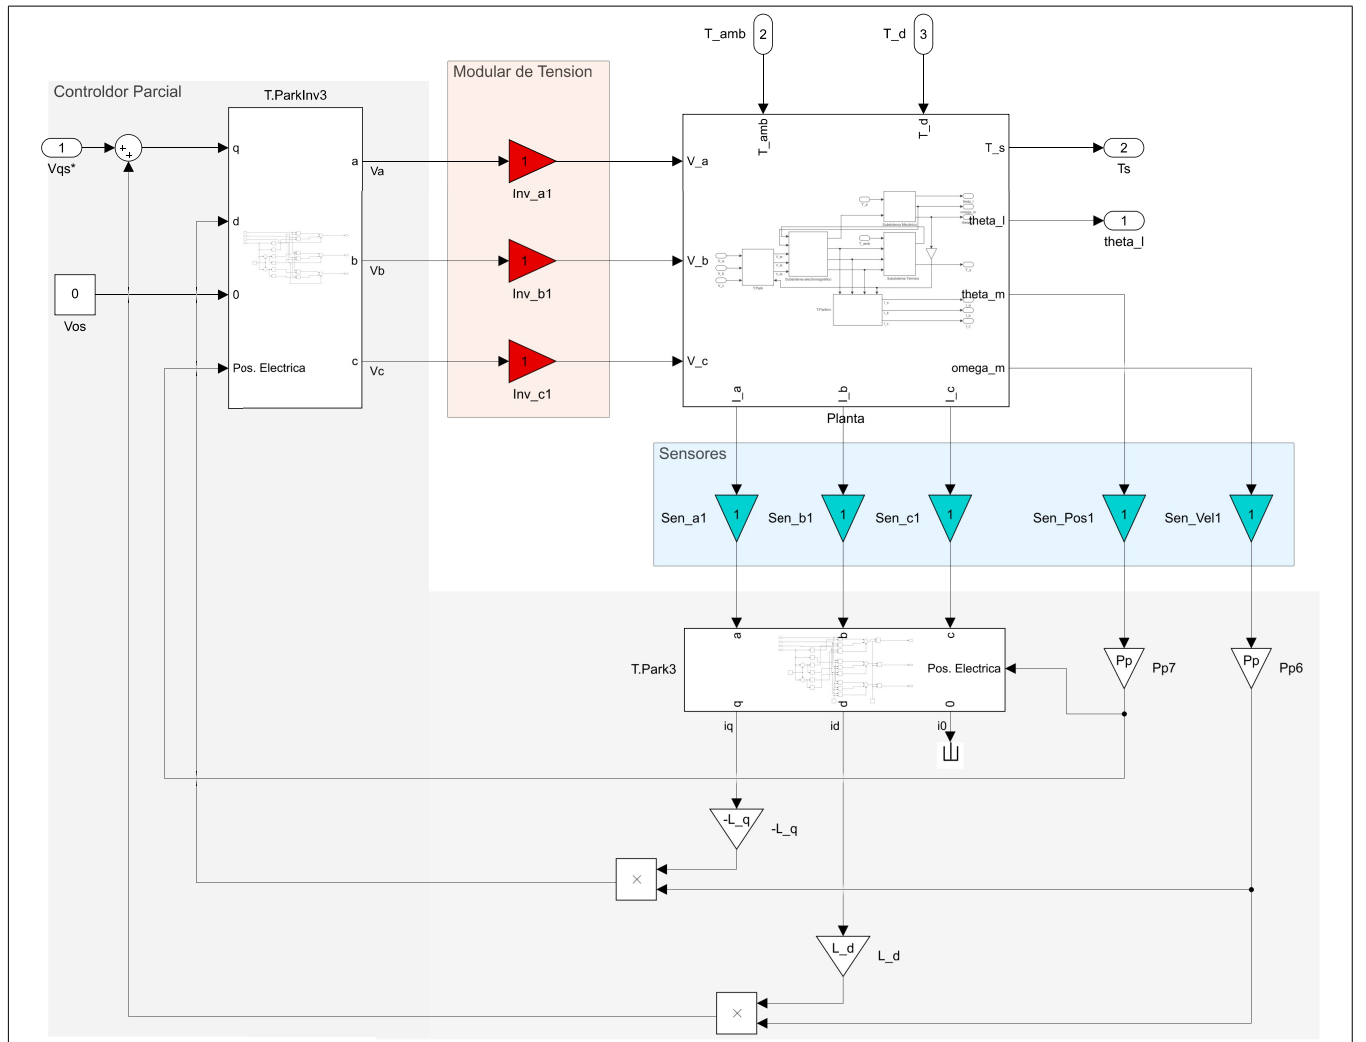 T_amb
2
T_d
3
Controldor Parcial
Modular de Tension
T.ParkInv3
1
Vqs*
+
+
q
a
Va
1
Inv_a1
T_amb
T_d
V_a
T_s
2
Ts
d
theta_l
1
theta_l
b
Vb
1
Inv_b1
V_b
0
Vos
0
theta_m
Pos. Electrica
c
Vc
1
Inv_c1
V_c
omega_m
I_a
I_b
I_c
Planta
Sensores
Sen_a1
1
Sen_b1
1
Sen_c1
1
Sen_Pos1
1
Sen_Vel1
1
a
b
c
T.Park3
Pos. Electrica
Pp
Pp7
Pp
Pp6
q
d
0
iq
id
i0
-L_q
-L_q
×
L_d
L_d
×